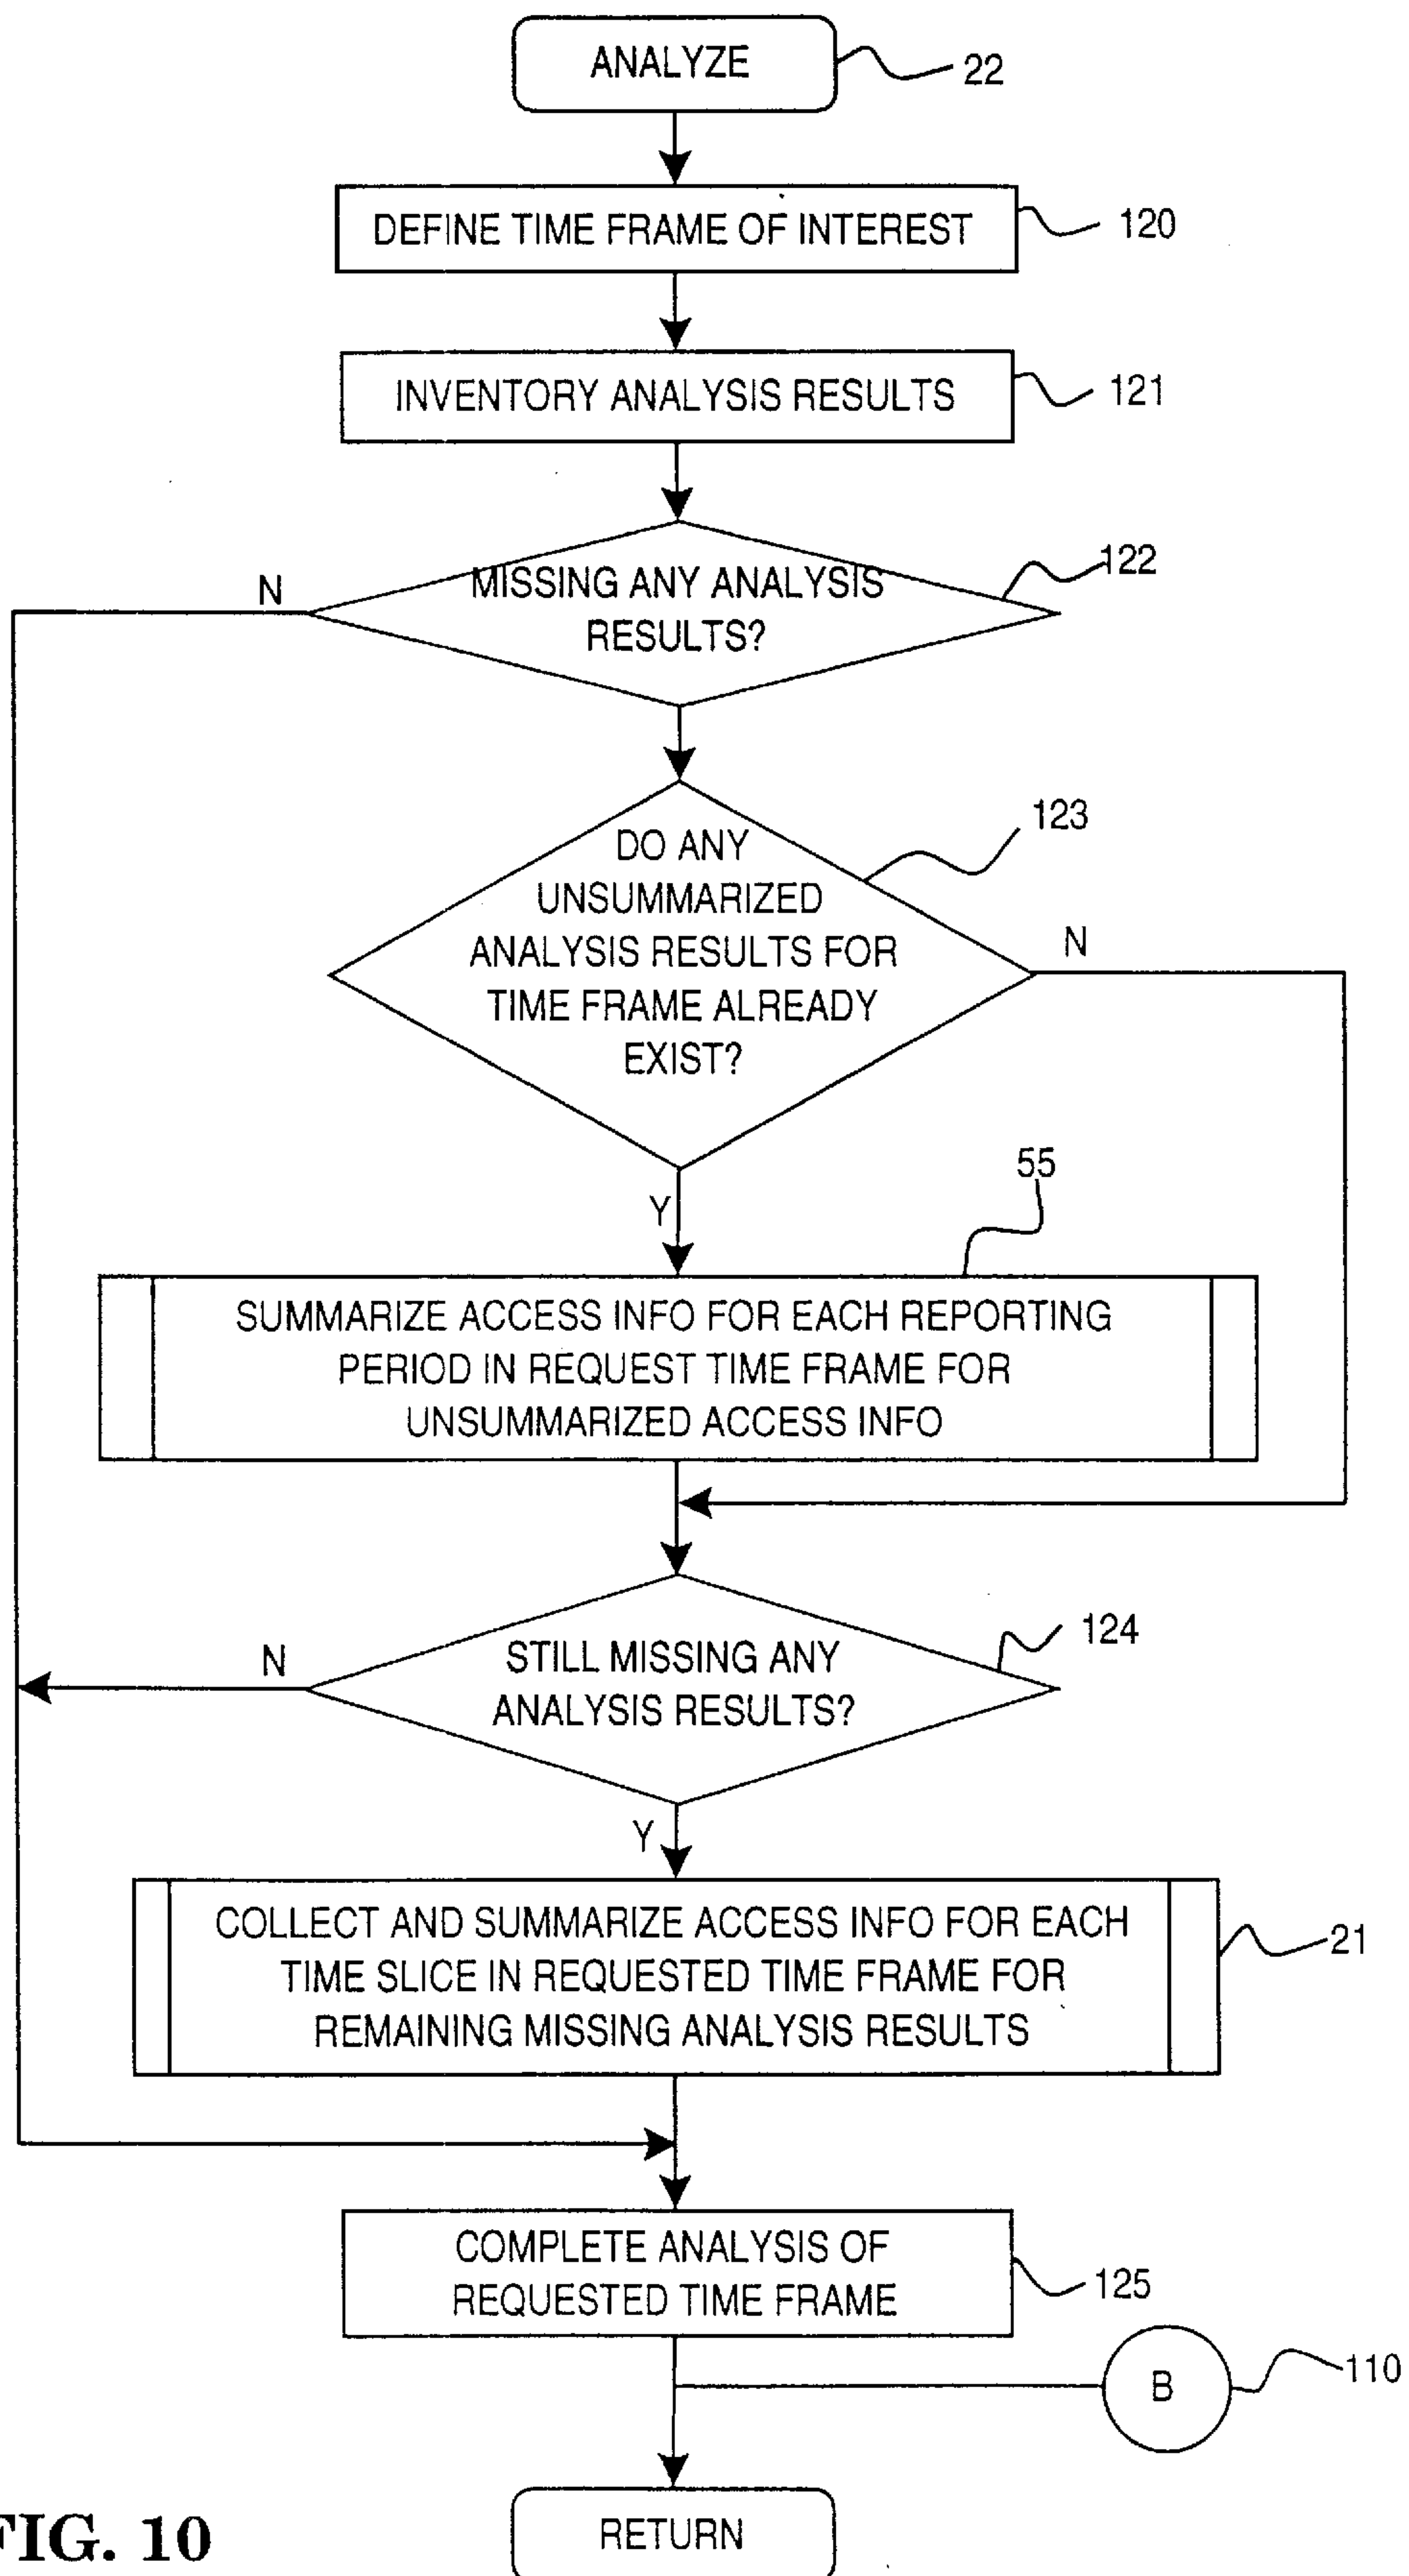 ANALYZE
22
DEFINE TIME FRAME OF INTEREST
120
INVENTORY ANALYSIS RESULTS
121
122
N
MISSING ANY ANALYSIS
RESULTS?
123
DO ANY
UNSUMMARIZED
ANALYSIS RESULTS FOR
TIME FRAME ALREADY
EXIST?
N
55
Y
SUMMARIZE ACCESS INFO FOR EACH REPORTING
PERIOD IN REQUEST TIME FRAME FOR
UNSUMMARIZED ACCESS INFO
124
N
STILL MISSING ANY
ANALYSIS RESULTS?
Y
COLLECT AND SUMMARIZE ACCESS INFO FOR EACH
TIME SLICE IN REQUESTED TIME FRAME FOR
REMAINING MISSING ANALYSIS RESULTS
21
COMPLETE ANALYSIS OF
REQUESTED TIME FRAME
125
B
110
RETURN
FIG. 10